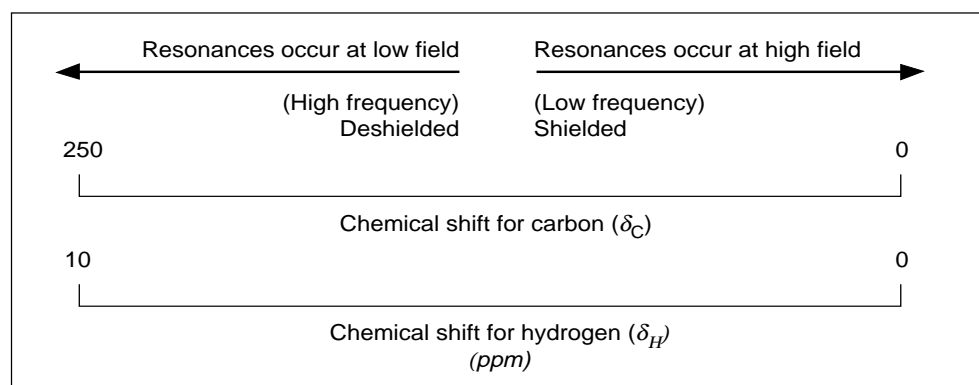 Resonances occur at low field
Resonances occur at high field
(High frequency)
(Low frequency)
Deshielded
Shielded
250
0
Chemical shift for carbon (δC)
10
0
Chemical shift for hydrogen (δH)
(ppm)